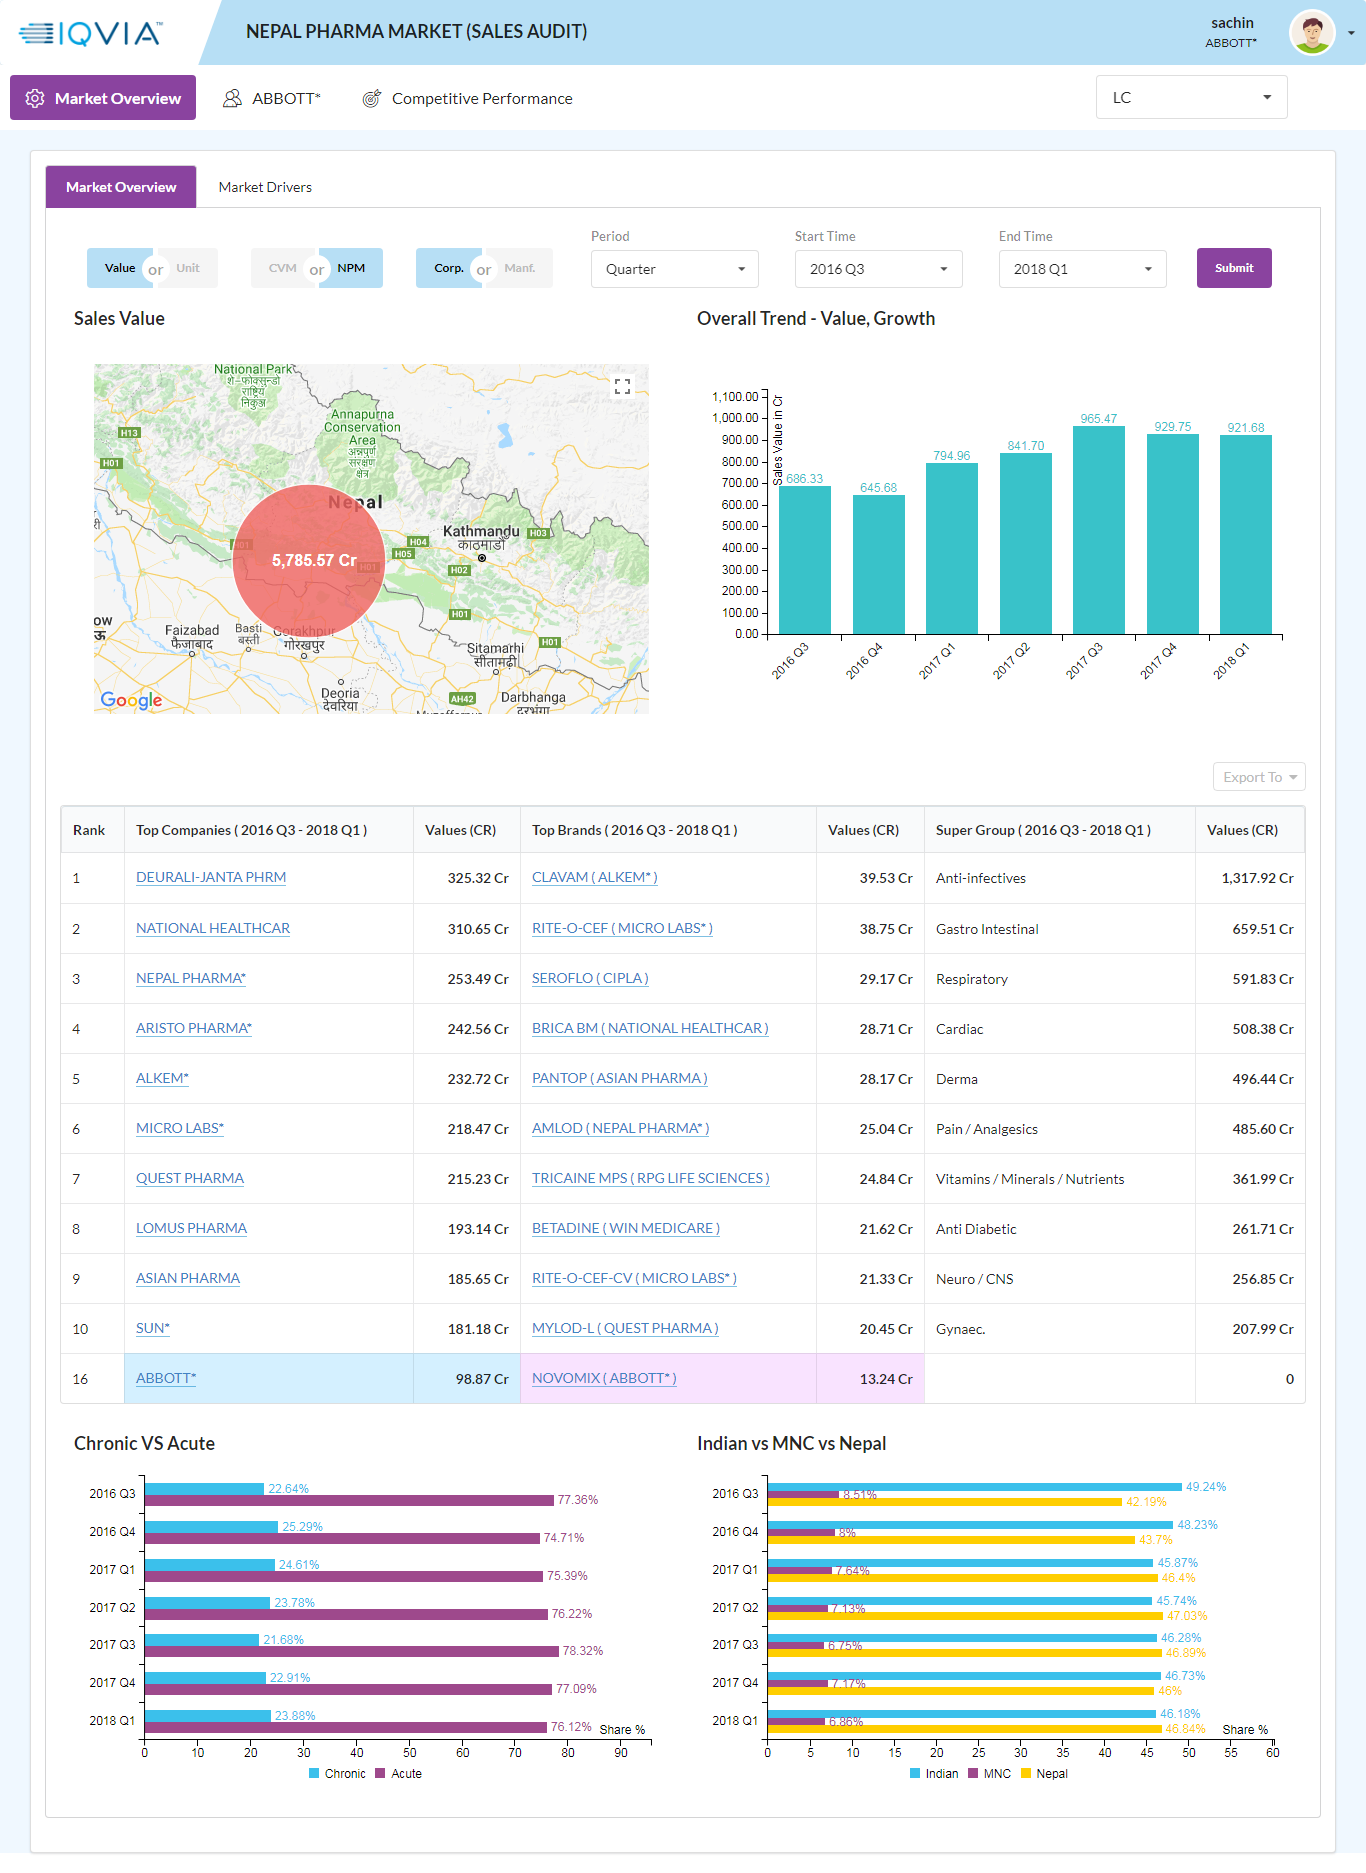 IQVIA™
NEPAL PHARMA MARKET (SALES AUDIT)
sachin
ABBOTT*
Market Overview
ABBOTT*
Competitive Performance
LC
Market Overview
Market Drivers
Value or Unit
CVM or NPM
Corp. or Manf.
Period
Quarter
Start Time
2016 Q3
End Time
2018 Q1
Submit
Sales Value
National Park
शे-फोक्सुन्डो
राष्ट्रिय
निकुञ्ज
Annapurna
Conservation
Area
अन्नपूर्ण
संरक्षण
क्षेत्र
H13
H01
Nepal
Kathmandu
काठमाडौं
H03
H04
H05
H01
5,785.57 Cr
H01
H02
H01
ow
ऊ
Faizabad
फैजाबाद
Basti
बस्ती
Gorakhpur
गोरखपुर
H01
Sitamarhi
सीतामढ़ी
Deoria
देवरिया
AH42
Darbhanga
दरभंगा
Google
Overall Trend - Value, Growth
Sales Value in Cr
1,100.00
1,000.00
900.00
800.00
700.00
600.00
500.00
400.00
300.00
200.00
100.00
0.00
686.33
645.68
794.96
841.70
965.47
929.75
921.68
2016 Q3
2016 Q4
2017 Q1
2017 Q2
2017 Q3
2017 Q4
2018 Q1
Export To
Rank Top Companies ( 2016 Q3 - 2018 Q1 ) Values (CR) Top Brands ( 2016 Q3 - 2018 Q1 ) Values (CR) Super Group ( 2016 Q3 - 2018 Q1 ) Values (CR)
1 DEURALI-JANTA PHRM 325.32 Cr CLAVAM ( ALKEM* ) 39.53 Cr Anti-infectives 1,317.92 Cr
2 NATIONAL HEALTHCAR 310.65 Cr RITE-O-CEF ( MICRO LABS* ) 38.75 Cr Gastro Intestinal 659.51 Cr
3 NEPAL PHARMA* 253.49 Cr SEROFLO ( CIPLA ) 29.17 Cr Respiratory 591.83 Cr
4 ARISTO PHARMA* 242.56 Cr BRICA BM ( NATIONAL HEALTHCAR ) 28.71 Cr Cardiac 508.38 Cr
5 ALKEM* 232.72 Cr PANTOP ( ASIAN PHARMA ) 28.17 Cr Derma 496.44 Cr
6 MICRO LABS* 218.47 Cr AMLOD ( NEPAL PHARMA* ) 25.04 Cr Pain / Analgesics 485.60 Cr
7 QUEST PHARMA 215.23 Cr TRICAINE MPS ( RPG LIFE SCIENCES ) 24.84 Cr Vitamins / Minerals / Nutrients 361.99 Cr
8 LOMUS PHARMA 193.14 Cr BETADINE ( WIN MEDICARE ) 21.62 Cr Anti Diabetic 261.71 Cr
9 ASIAN PHARMA 185.65 Cr RITE-O-CEF-CV ( MICRO LABS* ) 21.33 Cr Neuro / CNS 256.85 Cr
10 SUN* 181.18 Cr MYLOD-L ( QUEST PHARMA ) 20.45 Cr Gynaec. 207.99 Cr
16 ABBOTT* 98.87 Cr NOVOMIX ( ABBOTT* ) 13.24 Cr 0
Chronic VS Acute
2016 Q3 22.64% 77.36%
2016 Q4 25.29% 74.71%
2017 Q1 24.61% 75.39%
2017 Q2 23.78% 76.22%
2017 Q3 21.68% 78.32%
2017 Q4 22.91% 77.09%
2018 Q1 23.88% 76.12%
Share %
0 10 20 30 40 50 60 70 80 90
Chronic Acute
Indian vs MNC vs Nepal
2016 Q3 49.24% 8.51% 42.19%
2016 Q4 48.23% 8% 43.7%
2017 Q1 45.87% 7.64% 46.4%
2017 Q2 45.74% 7.13% 47.03%
2017 Q3 46.28% 6.75% 46.89%
2017 Q4 46.73% 7.17% 46%
2018 Q1 46.18% 6.86% 46.84%
Share %
0 5 10 15 20 25 30 35 40 45 50 55 60
Indian MNC Nepal